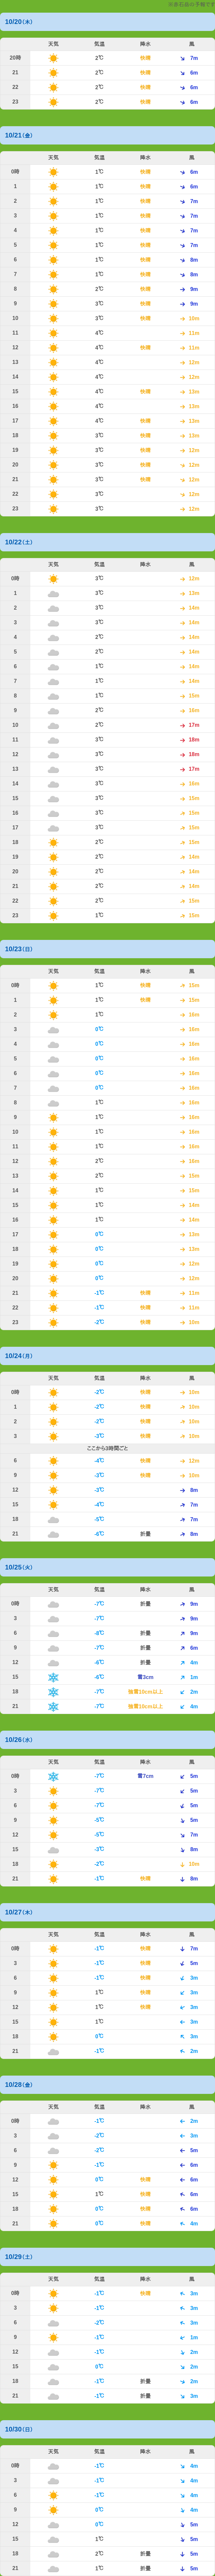 10/20(木)
天気 気温 降水 風
20時 2℃ 快晴 7m
21 2℃ 快晴 6m
22 2℃ 快晴 6m
23 2℃ 快晴 6m
10/21(金)
天気 気温 降水 風
0時 1℃ 快晴 6m
1 1℃ 快晴 6m
2 1℃ 快晴 7m
3 1℃ 快晴 7m
4 1℃ 快晴 7m
5 1℃ 快晴 7m
6 1℃ 快晴 8m
7 1℃ 快晴 8m
8 2℃ 快晴 9m
9 3℃ 快晴 9m
10 3℃ 快晴 10m
11 4℃ 11m
12 4℃ 快晴 11m
13 4℃ 12m
14 4℃ 12m
15 4℃ 快晴 13m
16 4℃ 13m
17 4℃ 快晴 13m
18 3℃ 快晴 13m
19 3℃ 快晴 12m
20 3℃ 快晴 12m
21 3℃ 快晴 12m
22 3℃ 12m
23 3℃ 12m
10/22(土)
天気 気温 降水 風
0時 3℃ 12m
1 3℃ 13m
2 3℃ 14m
3 3℃ 14m
4 2℃ 14m
5 2℃ 14m
6 1℃ 14m
7 1℃ 14m
8 1℃ 15m
9 2℃ 16m
10 2℃ 17m
11 3℃ 18m
12 3℃ 18m
13 3℃ 17m
14 3℃ 16m
15 3℃ 15m
16 3℃ 15m
17 3℃ 15m
18 2℃ 15m
19 2℃ 14m
20 2℃ 14m
21 2℃ 14m
22 2℃ 15m
23 1℃ 15m
10/23(日)
天気 気温 降水 風
0時 1℃ 快晴 15m
1 1℃ 快晴 15m
2 1℃ 16m
3 0℃ 16m
4 0℃ 16m
5 0℃ 16m
6 0℃ 16m
7 0℃ 16m
8 1℃ 16m
9 1℃ 16m
10 1℃ 16m
11 1℃ 16m
12 2℃ 16m
13 2℃ 15m
14 1℃ 15m
15 1℃ 14m
16 1℃ 14m
17 0℃ 13m
18 0℃ 13m
19 0℃ 12m
20 0℃ 12m
21 -1℃ 快晴 11m
22 -1℃ 快晴 11m
23 -2℃ 快晴 10m
10/24(月)
天気 気温 降水 風
0時 -2℃ 快晴 10m
1 -2℃ 快晴 10m
2 -2℃ 快晴 10m
3 -3℃ 快晴 10m
ここから3時間ごと
6 -4℃ 快晴 12m
9 -3℃ 快晴 10m
12 -3℃ 8m
15 -4℃ 7m
18 -5℃ 7m
21 -6℃ 折曇 8m
10/25(火)
天気 気温 降水 風
0時 -7℃ 折曇 9m
3 -7℃ 9m
6 -8℃ 折曇 9m
9 -7℃ 折曇 6m
12 -6℃ 折曇 4m
15 -6℃ 雪3cm 1m
18 -7℃ 強雪10cm以上 2m
21 -7℃ 強雪10cm以上 4m
10/26(水)
天気 気温 降水 風
0時 -7℃ 雪7cm 5m
3 -7℃ 5m
6 -7℃ 5m
9 -5℃ 5m
12 -5℃ 7m
15 -3℃ 8m
18 -2℃ 10m
21 -1℃ 快晴 8m
10/27(木)
天気 気温 降水 風
0時 -1℃ 快晴 7m
3 -1℃ 快晴 5m
6 -1℃ 快晴 3m
9 1℃ 快晴 3m
12 1℃ 快晴 3m
15 1℃ 3m
18 0℃ 3m
21 -1℃ 2m
10/28(金)
天気 気温 降水 風
0時 -1℃ 2m
3 -2℃ 3m
6 -2℃ 5m
9 -1℃ 6m
12 0℃ 快晴 6m
15 1℃ 快晴 6m
18 0℃ 快晴 6m
21 0℃ 快晴 4m
10/29(土)
天気 気温 降水 風
0時 -1℃ 快晴 3m
3 -1℃ 3m
6 -2℃ 3m
9 -1℃ 1m
12 -1℃ 2m
15 0℃ 2m
18 -1℃ 折曇 2m
21 -1℃ 折曇 3m
10/30(日)
天気 気温 降水 風
0時 -1℃ 4m
3 -1℃ 4m
6 -1℃ 4m
9 0℃ 4m
12 0℃ 5m
15 1℃ 5m
18 2℃ 折曇 5m
21 1℃ 折曇 5m